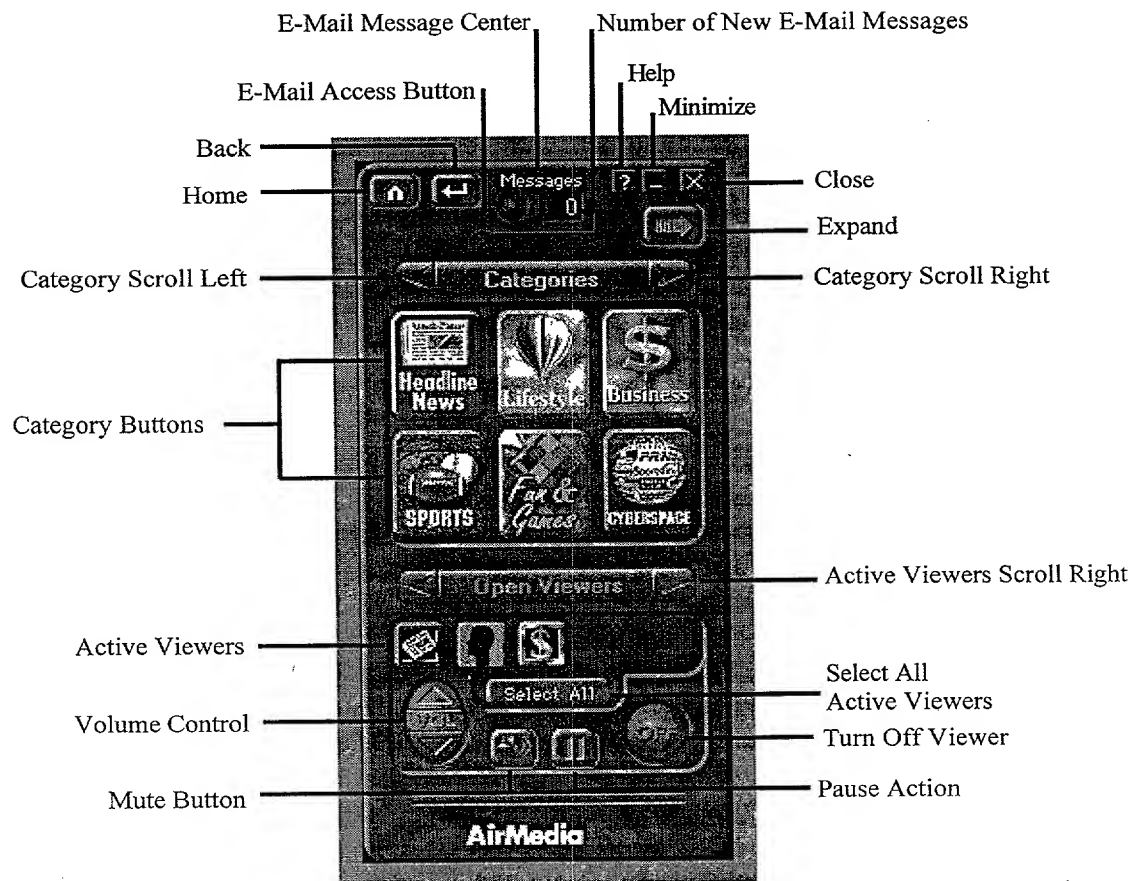 E-Mail Message Center
Number of New E-Mail Messages
E-Mail Access Button
Help
Minimize
Back
Home
Close
Expand
Messages
?
0
Category Scroll Left
Categories
Category Scroll Right
Category Buttons
Headline
News
Lifestyle
Business
SPORTS
Fun &
Games
CYBERSPACE
Open Viewers
Active Viewers Scroll Right
Active Viewers
Select All
Select All
Active Viewers
Volume Control
VOL
Off
Turn Off Viewer
Mute Button
Pause Action
AirMedia